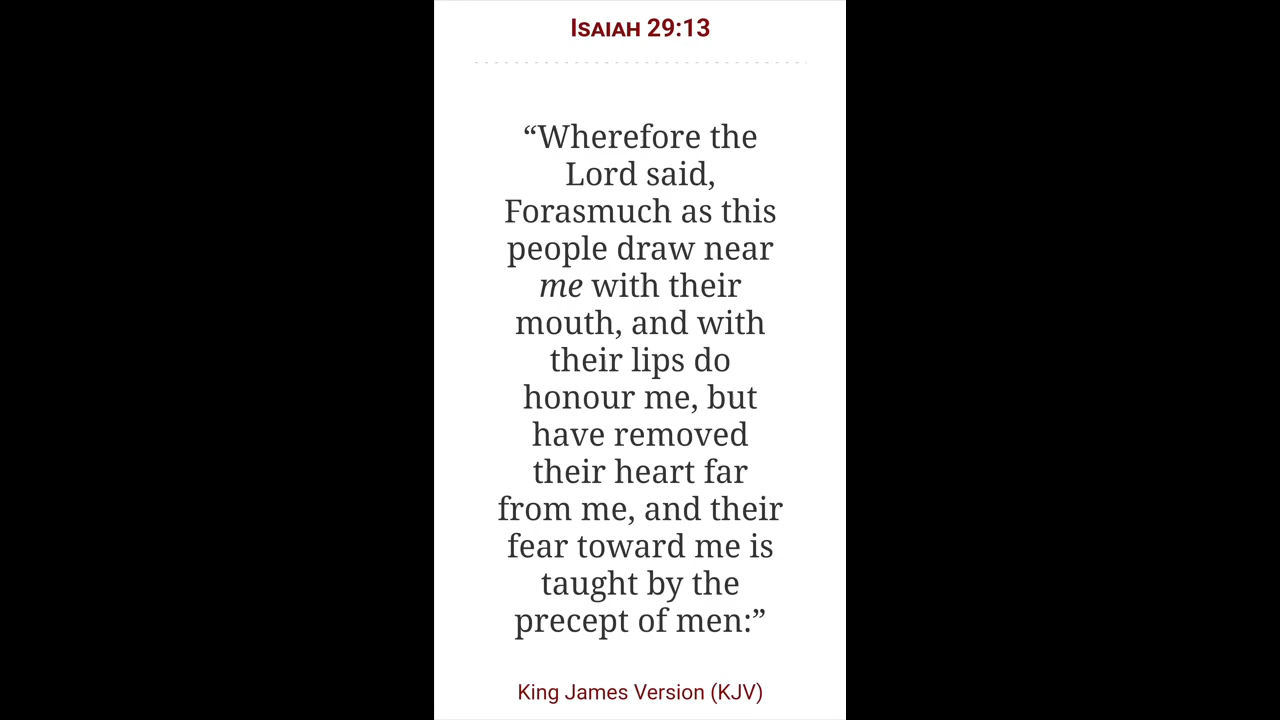 Isaiah 29:13
“Wherefore the
Lord said,
Forasmuch as this
people draw near
me with their
mouth, and with
their lips do
honour me, but
have removed
their heart far
from me, and their
fear toward me is
taught by the
precept of men:”
King James Version (KJV)